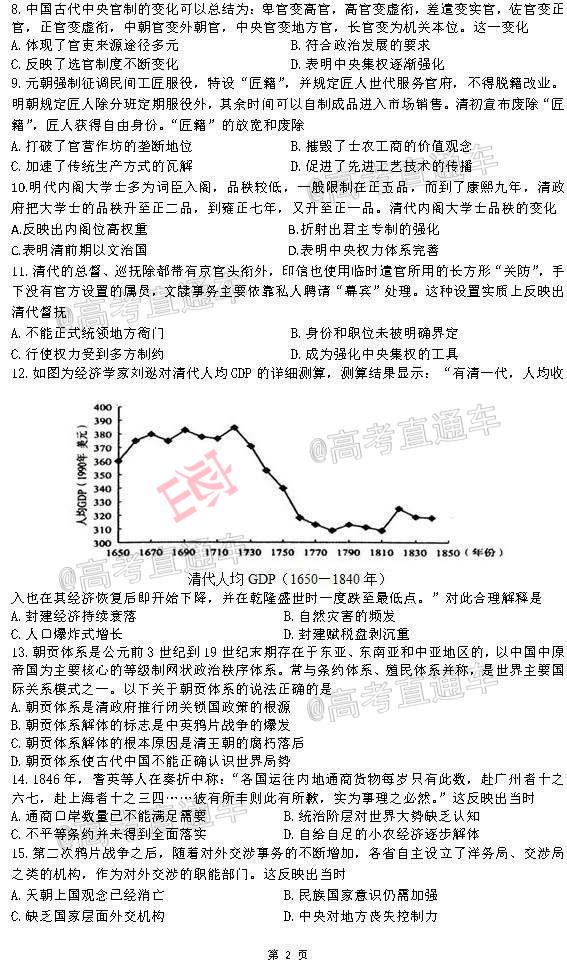 8. 中国古代中央官制的变化可以总结为：卑官变高官，高官变虚衔，差遣变实官，佐官变正
官，正官变虚衔，中朝官变外朝官，中央官变地方官，长官变为机关本位。这一变化
A. 体现了官吏来源途径多元 B. 符合政治发展的要求
C. 反映了选官制度不断变化 D. 表明中央集权逐渐强化
9. 元朝强制征调民间工匠服役，特设“匠籍”，并规定匠人世代服务官府，不得脱籍改业。
明朝规定匠人除分班定期服役外，其余时间可以自制成品进入市场销售。清初宣布废除“匠
籍”，匠人获得自由身份。“匠籍”的放宽和废除
A. 打破了官营作坊的垄断地位 B. 摧毁了士农工商的价值观念
C. 加速了传统生产方式的瓦解 D. 促进了先进工艺技术的传播
10.明代内阁大学士多为词臣入阁，品秩较低，一般限制在正五品，而到了康熙九年，清政
府把大学士的品秩升至正二品，到雍正七年，又升至正一品。清代内阁大学士品秩的变化
A.反映出内阁位高权重 B.折射出君主专制的强化
C.表明清前期以文治国 D.表明中央权力体系完善
11. 清代的总督、巡抚除都带有京官头衔外，印信也使用临时遣官所用的长方形“关防”，手
下没有官方设置的属员，文牍事务主要依靠私人聘请“幕宾”处理。这种设置实质上反映出
清代督抚
A. 不能正式统领地方衙门 B. 身份和职位未被明确界定
C. 行使权力受到多方制约 D. 成为强化中央集权的工具
12. 如图为经济学家刘逖对清代人均 GDP 的详细测算，测算结果显示：“有清一代，人均收
人均GDP（1990年 美元）
400
390
380
370
360
350
340
330
320
310
300
1650 1670 1690 1710 1730 1750 1770 1790 1810 1830 1850 （年份）
清代人均 GDP（1650—1840 年）
入也在其经济恢复后即开始下降，并在乾隆盛世时一度跌至最低点。”对此合理解释是
A. 封建经济持续衰落 B. 自然灾害的频发
C. 人口爆炸式增长 D. 封建赋税盘剥沉重
13. 朝贡体系是公元前 3 世纪到 19 世纪末期存在于东亚、东南亚和中亚地区的，以中国中原
帝国为主要核心的等级制网状政治秩序体系。常与条约体系、殖民体系并称，是世界主要国
际关系模式之一。以下关于朝贡体系的说法正确的是
A. 朝贡体系是清政府推行闭关锁国政策的根源
B. 朝贡体系解体的标志是中英鸦片战争的爆发
C. 朝贡体系解体的根本原因是清王朝的腐朽落后
D. 朝贡体系使古代中国不能正确认识世界局势
14. 1846 年，耆英等人在奏折中称：“各国运往内地通商货物每岁只有此数，赴广州者十之
六七，赴上海者十之三四……彼有所丰则此有所歉，实为事理之必然。”这反映出当时
A. 通商口岸数量已不能满足需要 B. 统治阶层对世界大势缺乏认知
C. 不平等条约并未得到全面落实 D. 自给自足的小农经济逐步解体
15. 第二次鸦片战争之后，随着对外交涉事务的不断增加，各省自主设立了洋务局、交涉局
之类的机构，作为对外交涉的职能部门。这反映出当时
A. 天朝上国观念已经消亡 B. 民族国家意识仍需加强
C. 缺乏国家层面外交机构 D. 中央对地方丧失控制力
第 2 页
@高考直通车
@高考直通车
@高考直通车
@高考直通车
@高考直通车
@高考直通车